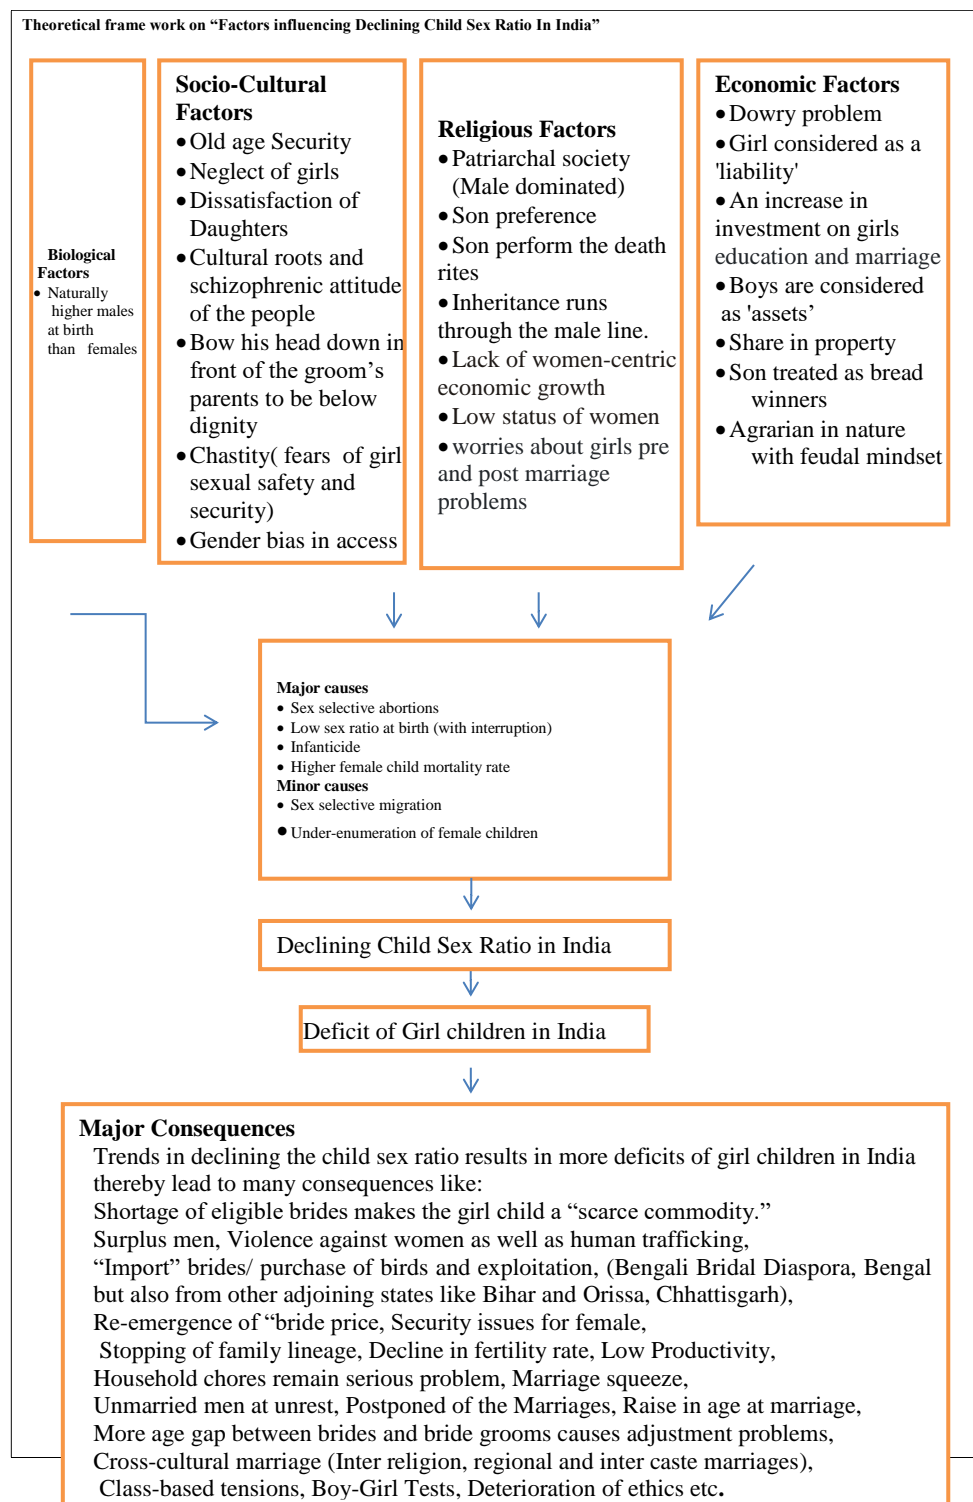 Theoretical frame work on “Factors influencing Declining Child Sex Ratio In India”
Biological
Factors
• Naturally
higher males
at birth
than females
Socio-Cultural
Factors
• Old age Security
• Neglect of girls
• Dissatisfaction of
Daughters
• Cultural roots and
schizophrenic attitude
of the people
• Bow his head down in
front of the groom’s
parents to be below
dignity
• Chastity( fears of girl
sexual safety and
security)
• Gender bias in access
Religious Factors
• Patriarchal society
(Male dominated)
• Son preference
• Son perform the death
rites
• Inheritance runs
through the male line.
• Lack of women-centric
economic growth
• Low status of women
• worries about girls pre
and post marriage
problems
Economic Factors
• Dowry problem
• Girl considered as a
'liability'
• An increase in
investment on girls
education and marriage
• Boys are considered
as 'assets’
• Share in property
• Son treated as bread
winners
• Agrarian in nature
with feudal mindset
Major causes
• Sex selective abortions
• Low sex ratio at birth (with interruption)
• Infanticide
• Higher female child mortality rate
Minor causes
• Sex selective migration
• Under-enumeration of female children
Declining Child Sex Ratio in India
Deficit of Girl children in India
Major Consequences
Trends in declining the child sex ratio results in more deficits of girl children in India
thereby lead to many consequences like:
Shortage of eligible brides makes the girl child a “scarce commodity.”
Surplus men, Violence against women as well as human trafficking,
“Import” brides/ purchase of birds and exploitation, (Bengali Bridal Diaspora, Bengal
but also from other adjoining states like Bihar and Orissa, Chhattisgarh),
Re-emergence of “bride price, Security issues for female,
Stopping of family lineage, Decline in fertility rate, Low Productivity,
Household chores remain serious problem, Marriage squeeze,
Unmarried men at unrest, Postponed of the Marriages, Raise in age at marriage,
More age gap between brides and bride grooms causes adjustment problems,
Cross-cultural marriage (Inter religion, regional and inter caste marriages),
Class-based tensions, Boy-Girl Tests, Deterioration of ethics etc.